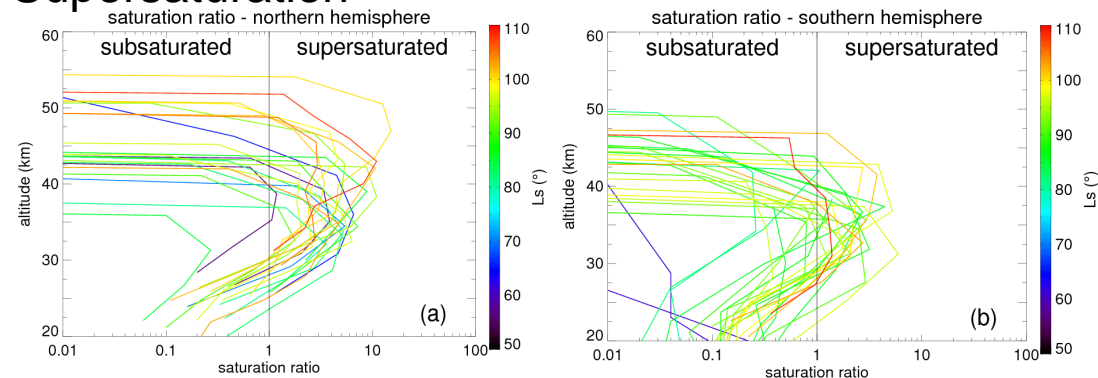 Supersaturation
saturation ratio - northern hemisphere
subsaturated supersaturated
altitude (km)
60
50
40
30
20
0.01 0.1 1 10 100
saturation ratio
(a)
110
100
90
80
70
60
50
Ls (°)
saturation ratio - southern hemisphere
subsaturated supersaturated
altitude (km)
60
50
40
30
20
0.01 0.1 1 10 100
saturation ratio
(b)
110
100
90
80
70
60
50
Ls (°)